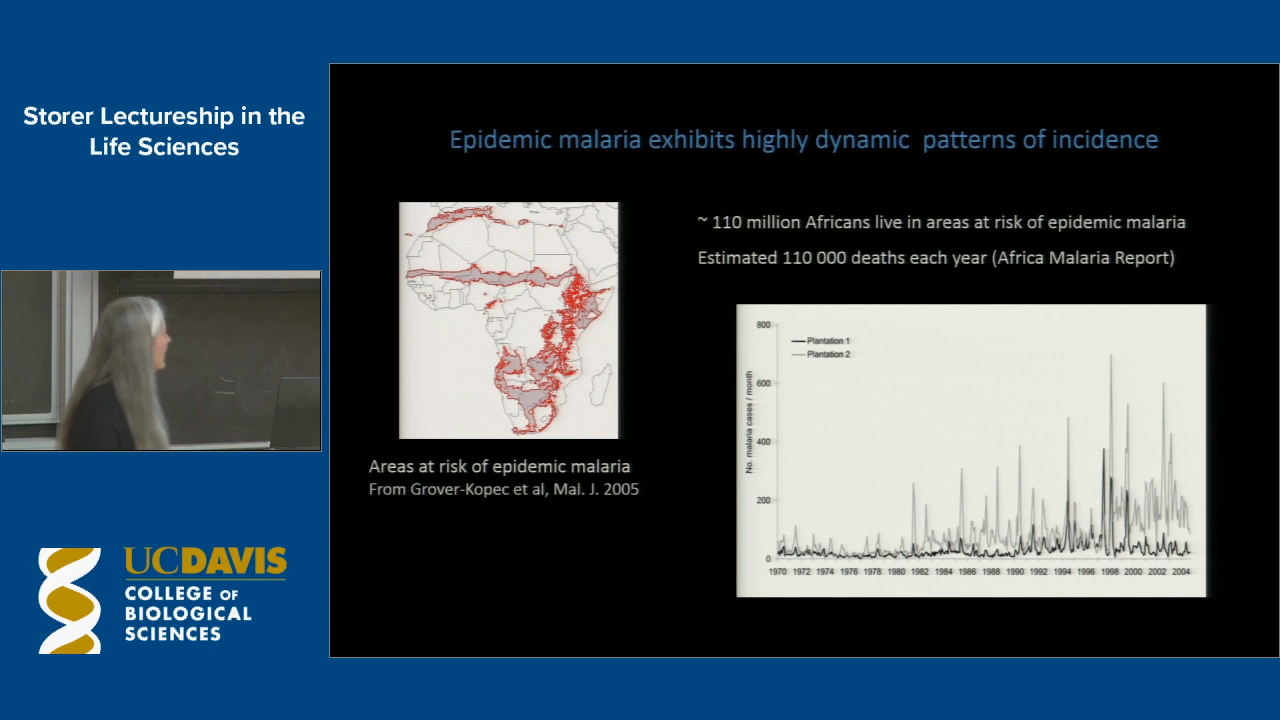 Storer Lectureship in the
Life Sciences
UCDAVIS
COLLEGE OF
BIOLOGICAL
SCIENCES
Epidemic malaria exhibits highly dynamic patterns of incidence
Areas at risk of epidemic malaria
From Grover-Kopec et al, Mal. J. 2005
~ 110 million Africans live in areas at risk of epidemic malaria
Estimated 110 000 deaths each year (Africa Malaria Report)
Plantation 1
Plantation 2
No. malaria cases / month
800
600
400
200
0
1970 1972 1974 1976 1978 1980 1982 1984 1986 1988 1990 1992 1994 1996 1998 2000 2002 2004